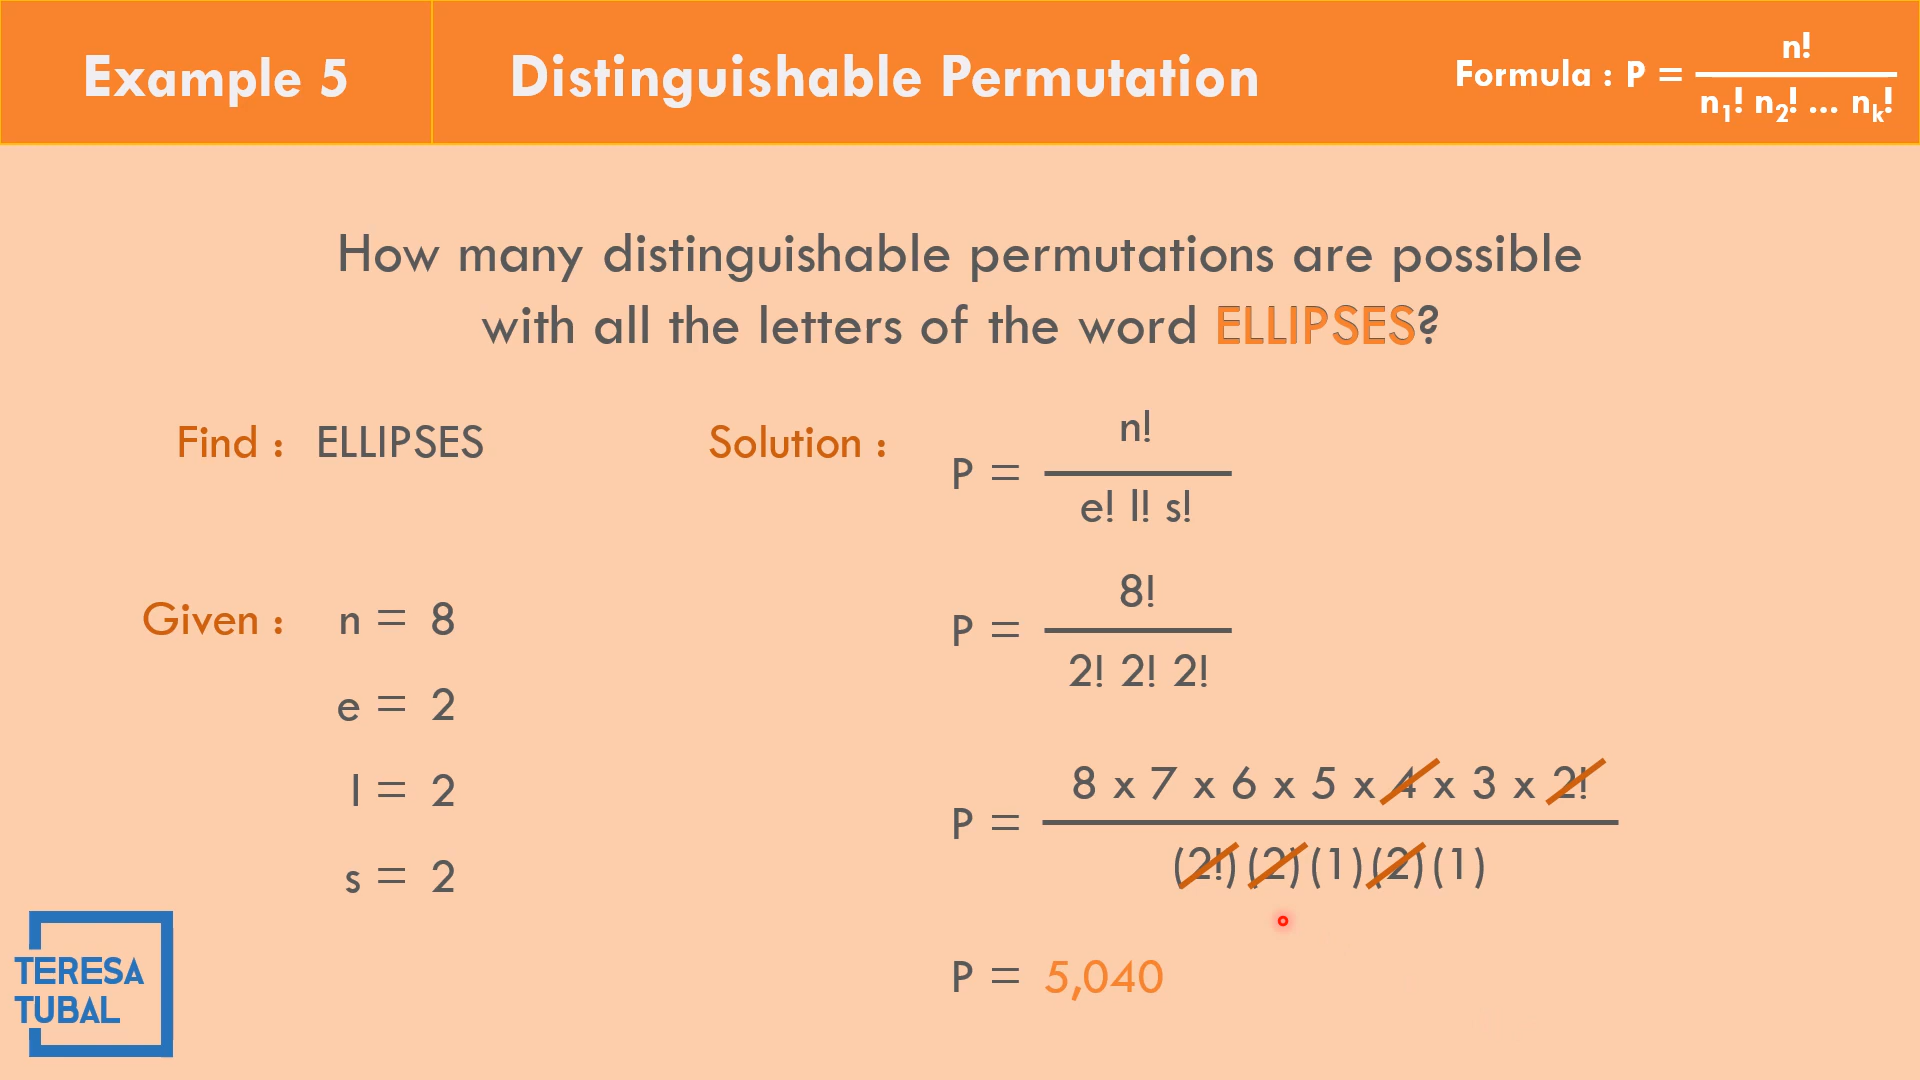 Example 5
Distinguishable Permutation
Formula : P = n! / n₁! n₂! ... nₖ!
How many distinguishable permutations are possible
with all the letters of the word ELLIPSES?
Find : ELLIPSES
Given : n = 8
e = 2
l = 2
s = 2
Solution :
P = n! / e! l! s!
P = 8! / 2! 2! 2!
P = 8 x 7 x 6 x 5 x 4 x 3 x 2! / (2!)(2)(1)(2)(1)
P = 5,040
TERESA
TUBAL